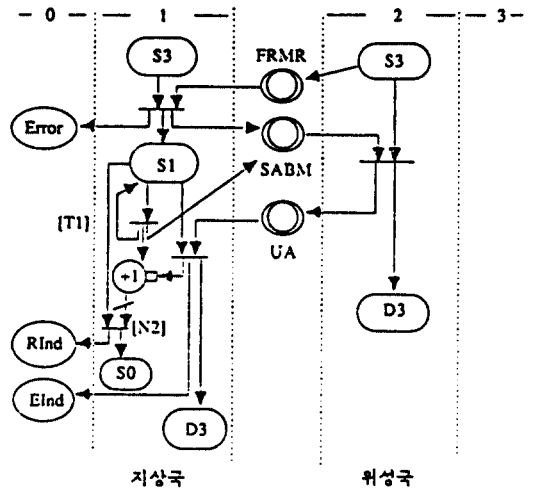 0 1 2 3
FRMR
S3 S3
Error
SABM
S1
[T1]
UA
+1
D3
RInd [N2]
S0
EInd
D3
지상국 위성국